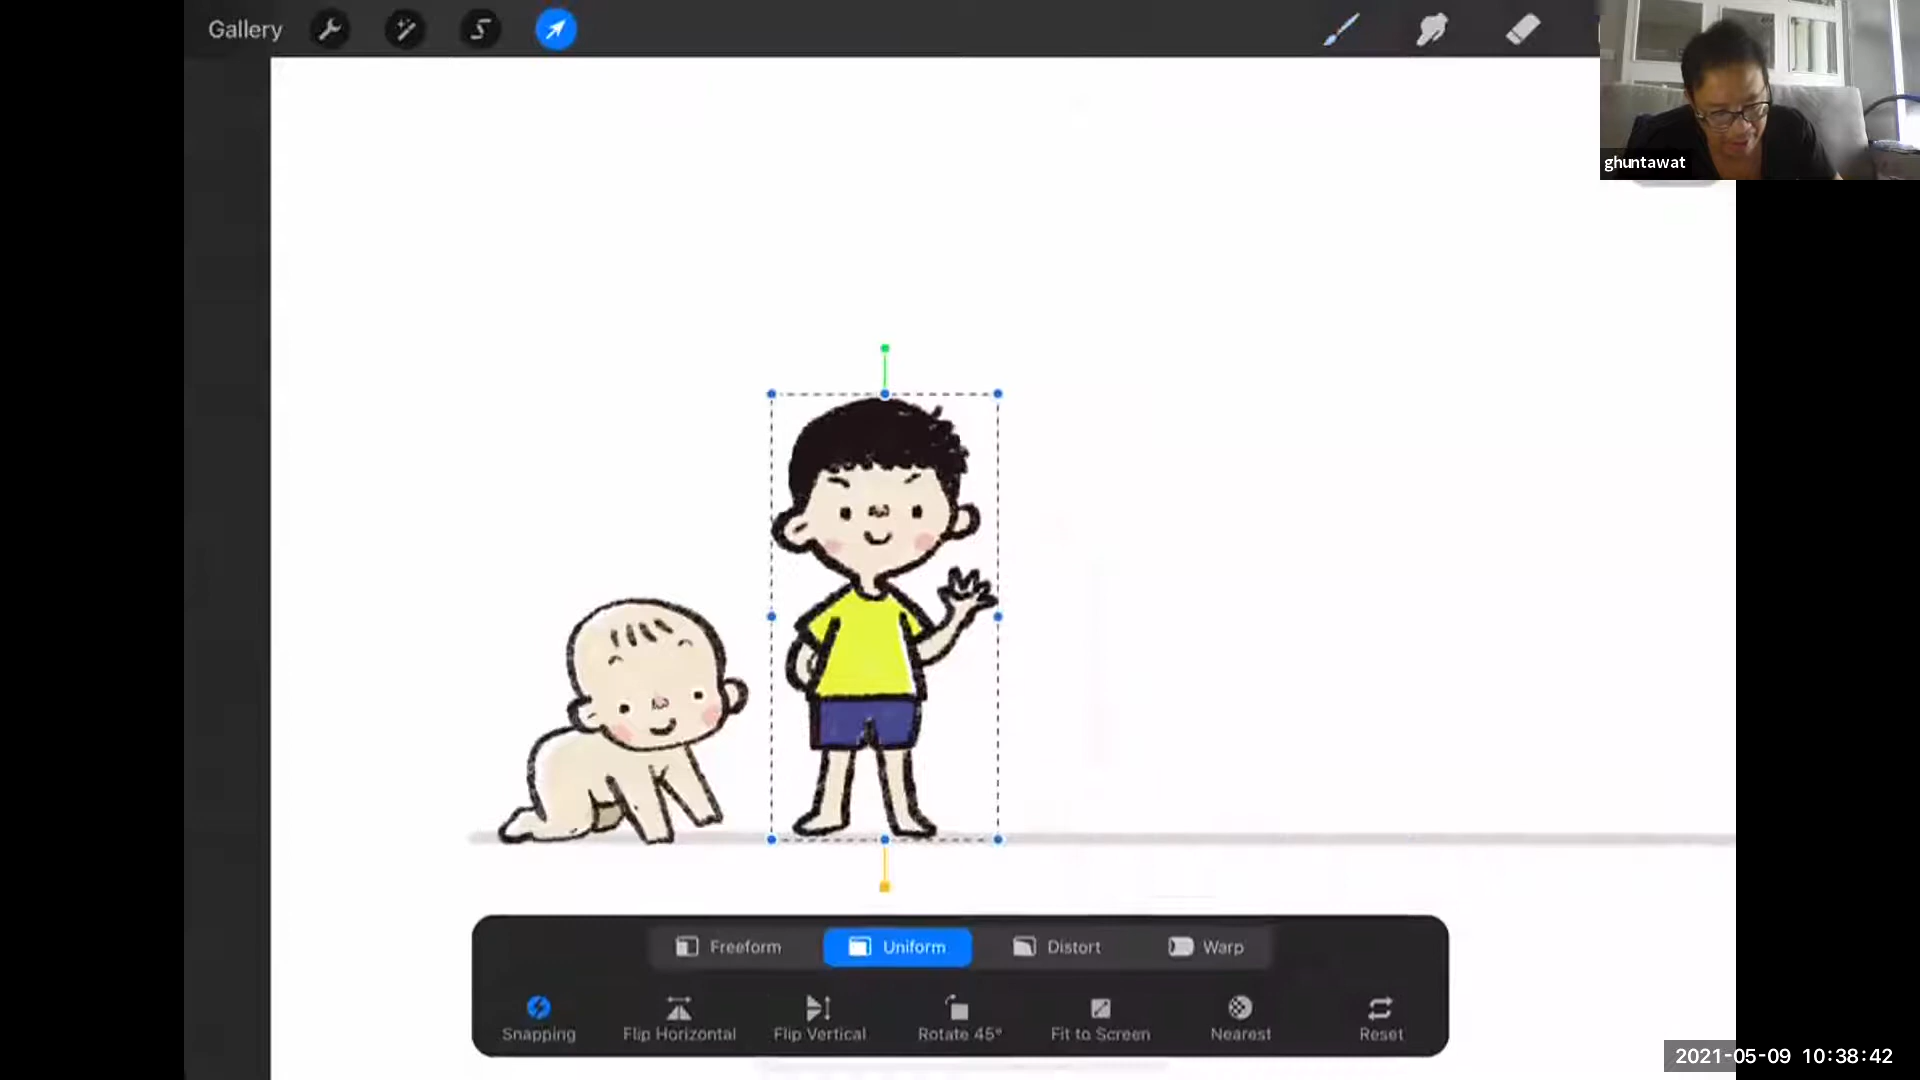 Gallery
ghuntawat
Freeform
Uniform
Distort
Warp
Snapping
Flip Horizontal
Flip Vertical
Rotate 45°
Fit to Screen
Nearest
Reset
2021-05-09 10:38:42